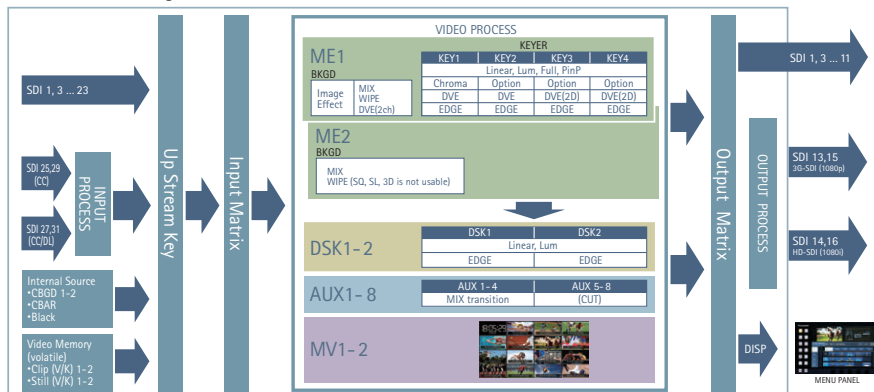 VIDEO PROCESS
ME1
KEYER
KEY1 KEY2 KEY3 KEY4
Linear, Lum, Full, PinP
Chroma Option Option Option
DVE DVE DVE(2D) DVE(2D)
EDGE EDGE EDGE EDGE
BKGD
Image
Effect
MIX
WIPE
DVE(2ch)
ME2
BKGD
MIX
WIPE (SQ, SL, 3D is not usable)
DSK1-2
DSK1 DSK2
Linear, Lum
EDGE EDGE
AUX1-8
AUX 1-4 AUX 5-8
MIX transition (CUT)
MV1-2
SDI 1, 3 ... 23
SDI 25,29
(CC)
SDI 27,31
(CC/DL)
INPUT
PROCESS
Internal Source
•CBGD 1-2
•CBAR
•Black
Video Memory
(volatile)
•Clip (V/K) 1-2
•Still (V/K) 1-2
Up Stream Key
Input Matrix
Output Matrix
OUTPUT PROCESS
SDI 1, 3 ... 11
SDI 13,15
3G-SDI (1080p)
SDI 14,16
HD-SDI (1080i)
DISP
MENU PANEL